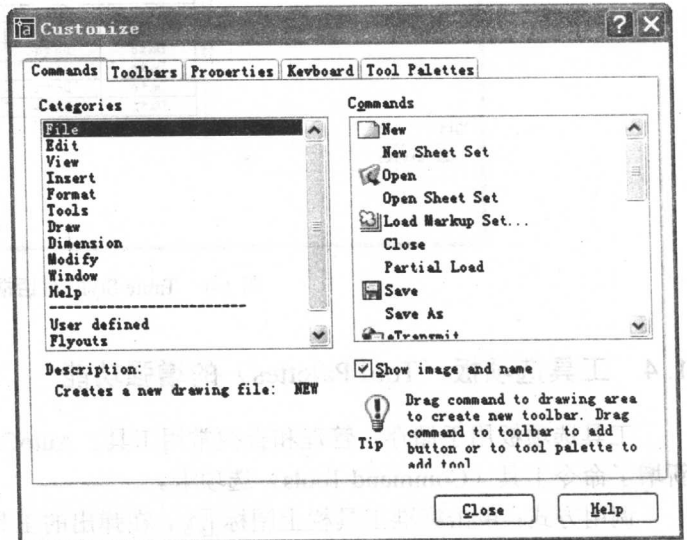 Customize
Commands Toolbars Properties Keyboard Tool Palettes
Categories
File
Edit
View
Insert
Format
Tools
Draw
Dimension
Modify
Window
Help
User defined
Flyouts
Commands
New
New Sheet Set
Open
Open Sheet Set
Load Markup Set...
Close
Partial Load
Save
Save As
eTransmit
Description:
Creates a new drawing file: NEW
Show image and name
Tip
Drag command to drawing area
to create new toolbar. Drag
command to toolbar to add
button or to tool palette to
add tool
Close Help